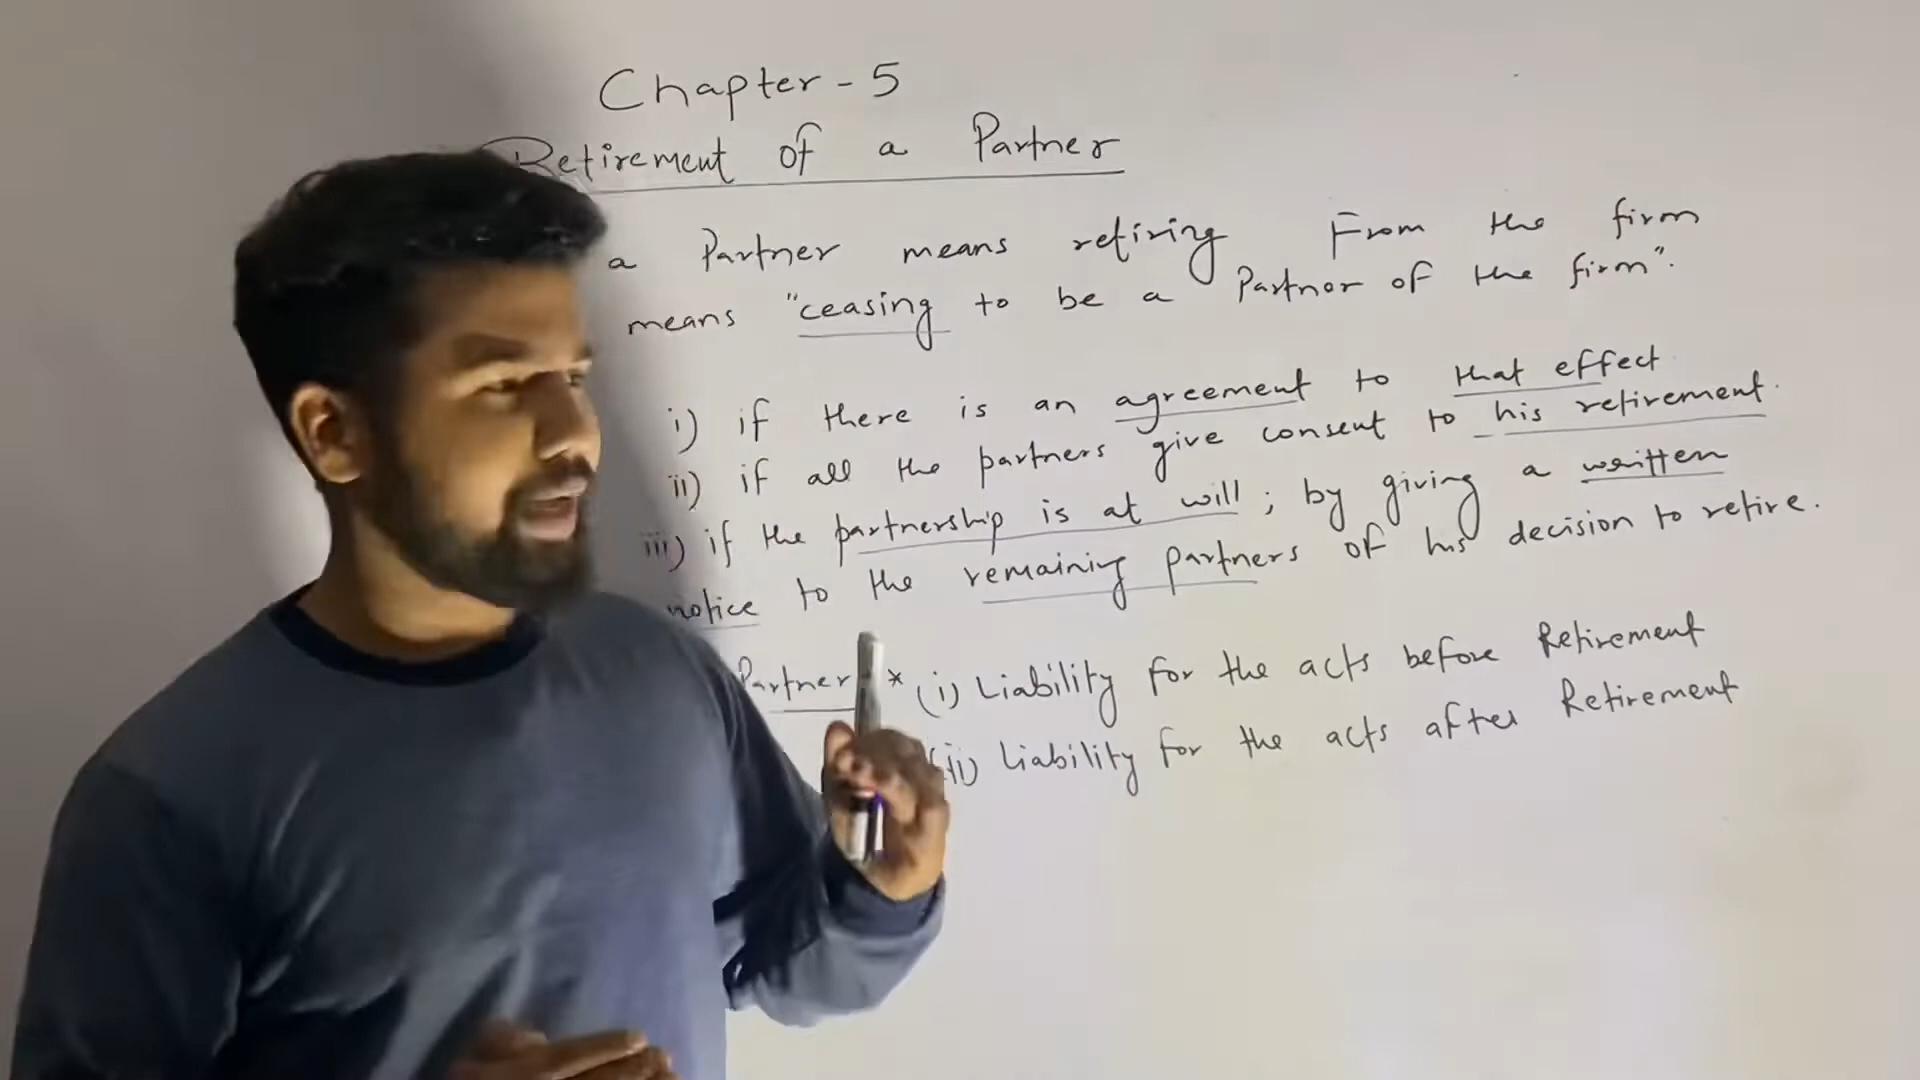 Chapter - 5
Retirement of a Partner
a Partner means retiring From the firm
means "ceasing to be a Partner of the firm".
i) if there is an agreement to that effect
ii) if all the partners give consent to his retirement.
iii) if the partnership is at will ; by giving a written
notice to the remaining partners of his decision to retire.
Partner * (i) Liability for the acts before Retirement
(ii) Liability for the acts after Retirement